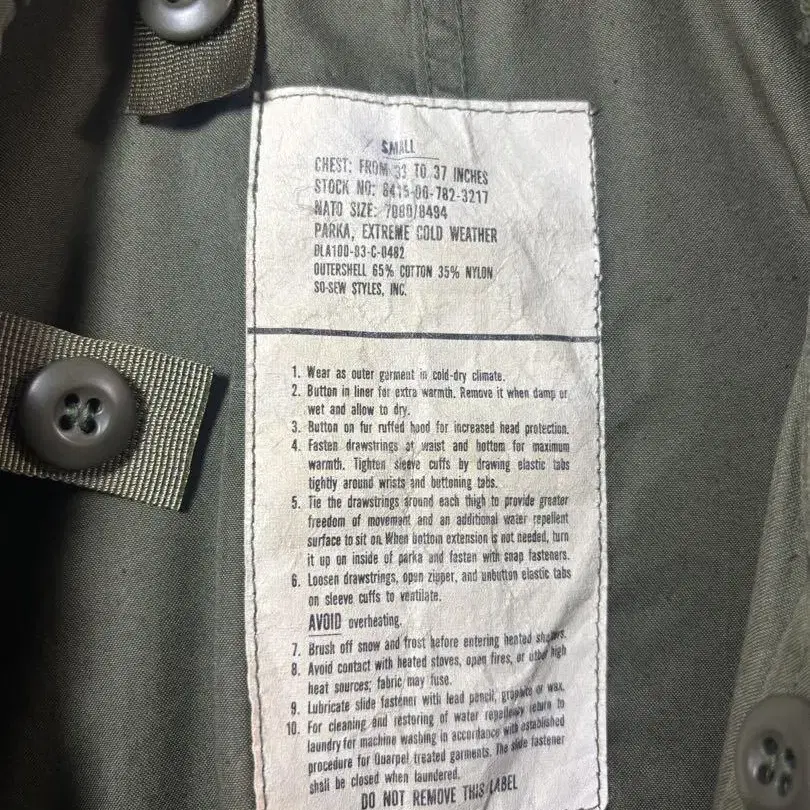 SMALL
CHEST: FROM 33 TO 37 INCHES
STOCK NO: 8415-00-782-3217
NATO SIZE: 7080/8494
PARKA, EXTREME COLD WEATHER
DLA100-83-C-0482
OUTERSHELL 65% COTTON 35% NYLON
SO-SEW STYLES, INC.
1. Wear as outer garment in cold-dry climate.
2. Button in liner for extra warmth. Remove it when damp or
wet and allow to dry.
3. Button on fur ruffed hood for increased head protection.
4. Fasten drawstrings at waist and bottom for maximum
warmth. Tighten sleeve cuffs by drawing elastic tabs
tightly around wrists and buttoning tabs.
5. Tie the drawstrings around each thigh to provide greater
freedom of movement and an additional water repellent
surface to sit on. When bottom extension is not needed, turn
it up on inside of parka and fasten with snap fasteners.
6. Loosen drawstrings, open zipper, and unbutton elastic tabs
on sleeve cuffs to ventilate.
AVOID overheating.
7. Brush off snow and frost before entering heated shelters.
8. Avoid contact with heated stoves, open fires, or other high
heat sources; fabric may fuse.
9. Lubricate slide fastener with lead pencil, graphite or wax.
10. For cleaning and restoring of water repellency return to
laundry for machine washing in accordance with established
procedure for Quarpel treated garments. The slide fastener
shall be closed when laundered.
DO NOT REMOVE THIS LABEL